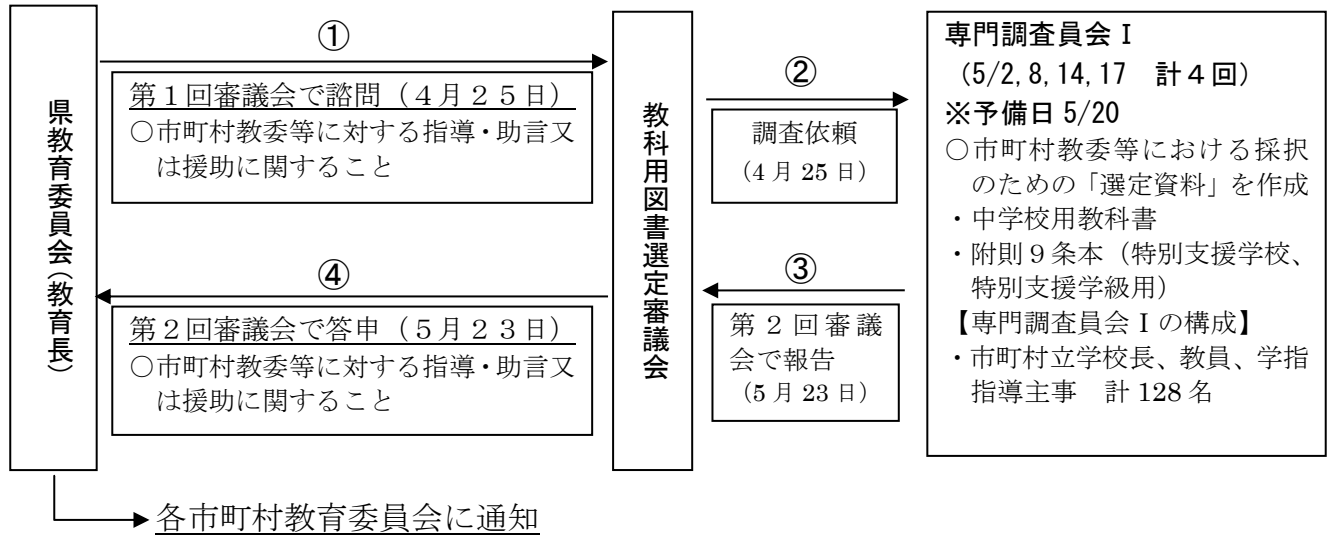 県教育委員会(教育長)
①
第1回審議会で諮問(4月25日)
○市町村教委等に対する指導・助言又
は援助に関すること
④
第2回審議会で答申(5月23日)
○市町村教委等に対する指導・助言又
は援助に関すること
教科用図書選定審議会
②
調査依頼
(4月25日)
③
第2回審議
会で報告
(5月23日)
専門調査員会Ⅰ
(5/2,8,14,17 計4回)
※予備日 5/20
○市町村教委等における採択
のための「選定資料」を作成
・中学校用教科書
・附則9条本(特別支援学校、
特別支援学級用)
【専門調査員会Ⅰの構成】
・市町村立学校長、教員、学指
指導主事 計128名
各市町村教育委員会に通知